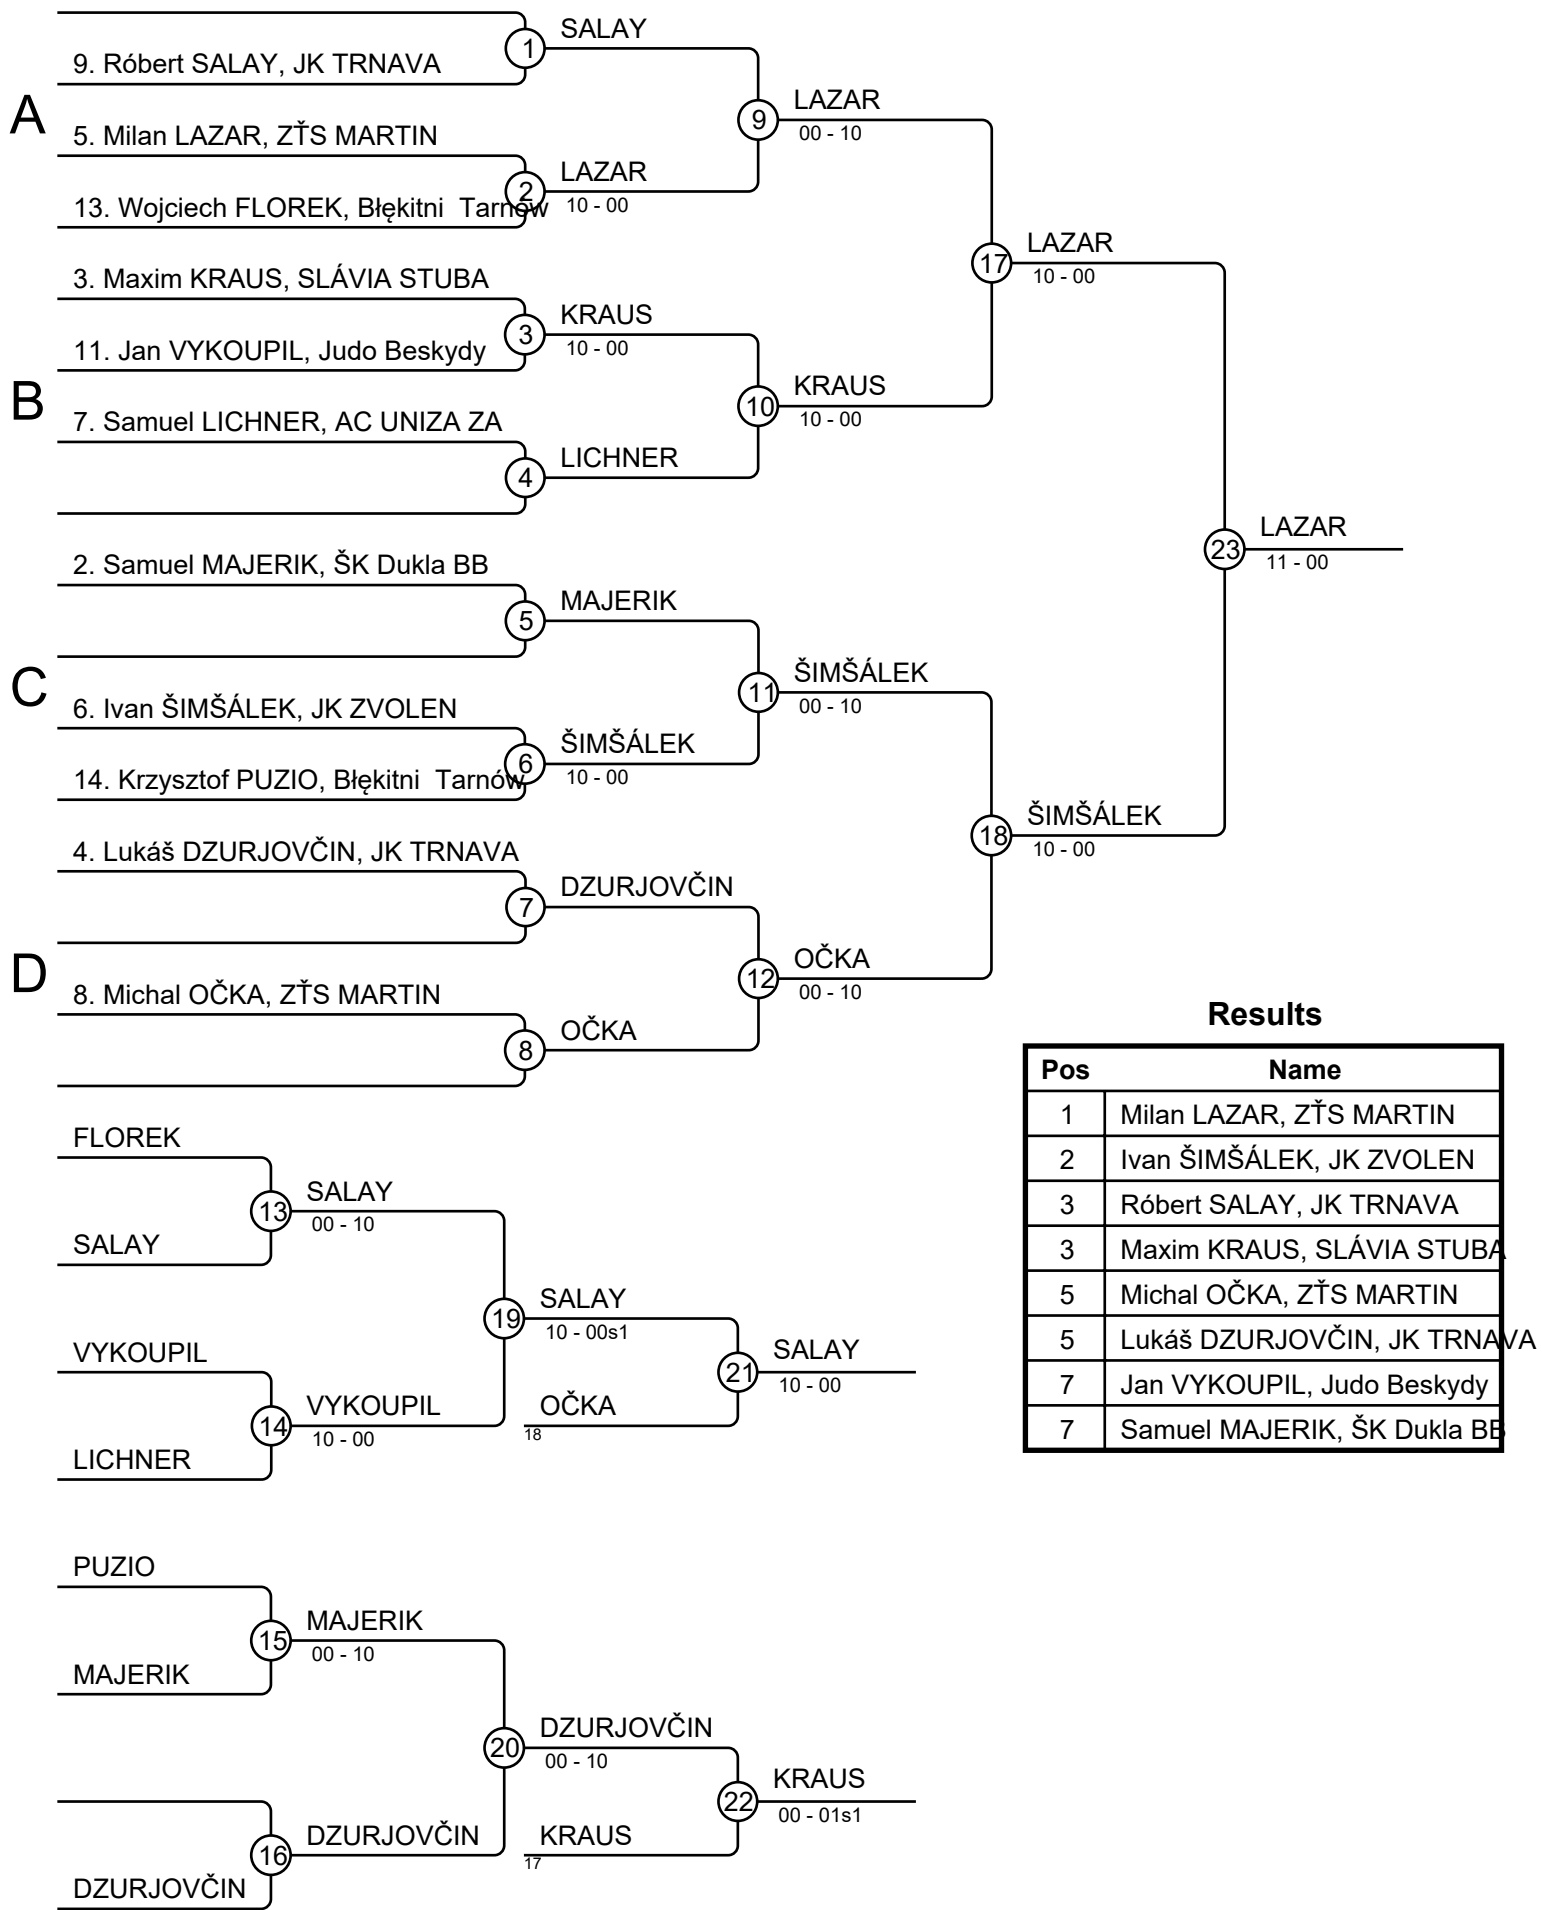 SALAY
9. Róbert SALAY, JK TRNAVA
1
A
LAZAR
9
00 - 10
5. Milan LAZAR, ZŤS MARTIN
LAZAR
2
10 - 00
13. Wojciech FLOREK, Błękitni  Tarnów
LAZAR
17
10 - 00
3. Maxim KRAUS, SLÁVIA STUBA
KRAUS
3
10 - 00
11. Jan VYKOUPIL, Judo Beskydy
B
KRAUS
10
10 - 00
7. Samuel LICHNER, AC UNIZA ZA
LICHNER
4
LAZAR
23
11 - 00
2. Samuel MAJERIK, ŠK Dukla BB
MAJERIK
5
C
ŠIMŠÁLEK
11
00 - 10
6. Ivan ŠIMŠÁLEK, JK ZVOLEN
ŠIMŠÁLEK
6
10 - 00
14. Krzysztof PUZIO, Błękitni  Tarnów
ŠIMŠÁLEK
18
10 - 00
4. Lukáš DZURJOVČIN, JK TRNAVA
DZURJOVČIN
7
D
OČKA
12
00 - 10
8. Michal OČKA, ZŤS MARTIN
OČKA
8
Results
Pos Name
1 Milan LAZAR, ZŤS MARTIN
2 Ivan ŠIMŠÁLEK, JK ZVOLEN
3 Róbert SALAY, JK TRNAVA
3 Maxim KRAUS, SLÁVIA STUBA
5 Michal OČKA, ZŤS MARTIN
5 Lukáš DZURJOVČIN, JK TRNAVA
7 Jan VYKOUPIL, Judo Beskydy
7 Samuel MAJERIK, ŠK Dukla BB
FLOREK
SALAY
13
00 - 10
SALAY
SALAY
19
10 - 00s1
VYKOUPIL
SALAY
21
10 - 00
VYKOUPIL
14
10 - 00
OČKA
18
LICHNER
PUZIO
MAJERIK
15
00 - 10
MAJERIK
DZURJOVČIN
20
00 - 10
KRAUS
22
00 - 01s1
DZURJOVČIN
16
KRAUS
17
DZURJOVČIN